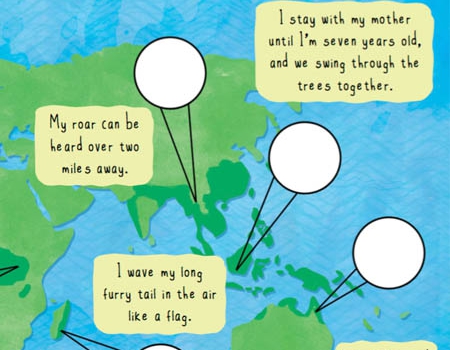 I stay with my mother
until I'm seven years old,
and we swing through the
trees together.
My roar can be
heard over two
miles away.
I wave my long
furry tail in the air
like a flag.